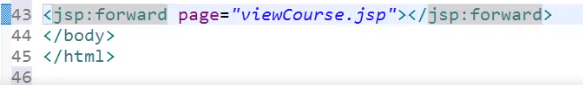 43 <jsp:forward page="viewCourse.jsp"></jsp:forward>
44 </body>
45 </html>
46